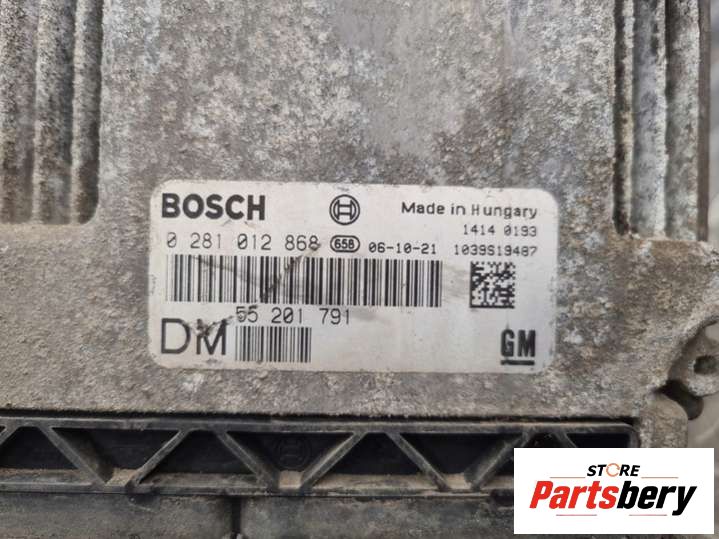 BOSCH Made in Hungary
1414 0193
0 281 012 868 658 06-10-21 1039S19487
55 201 791
DM GM
STORE
Partsbery